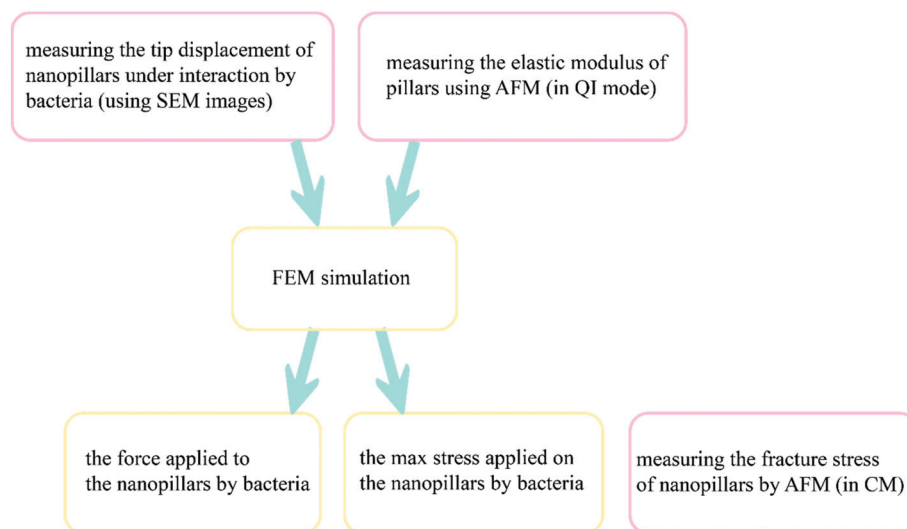 measuring the tip displacement of
nanopillars under interaction by
bacteria (using SEM images)
measuring the elastic modulus of
pillars using AFM (in QI mode)
FEM simulation
the force applied to
the nanopillars by bacteria
the max stress applied on
the nanopillars by bacteria
measuring the fracture stress
of nanopillars by AFM (in CM)